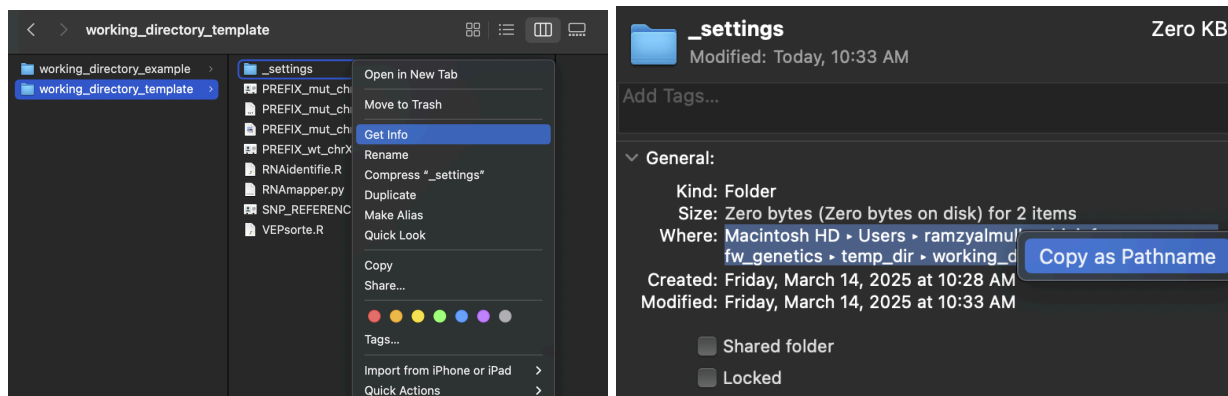 working_directory_template
working_directory_example
working_directory_template
_settings
PREFIX_mut_chr
PREFIX_mut_ch
PREFIX_mut_ch
PREFIX_wt_chrX
RNAidentifie.R
RNAmapper.py
SNP_REFERENC
VEPsorte.R
Open in New Tab
Move to Trash
Get Info
Rename
Compress “_settings”
Duplicate
Make Alias
Quick Look
Copy
Share...
Tags...
Import from iPhone or iPad
Quick Actions
_settings
Zero KB
Modified: Today, 10:33 AM
Add Tags...
General:
Kind: Folder
Size: Zero bytes (Zero bytes on disk) for 2 items
Where: Macintosh HD ▸ Users ▸ ramzyalmull
fw_genetics ▸ temp_dir ▸ working_d
Copy as Pathname
Created: Friday, March 14, 2025 at 10:28 AM
Modified: Friday, March 14, 2025 at 10:33 AM
Shared folder
Locked